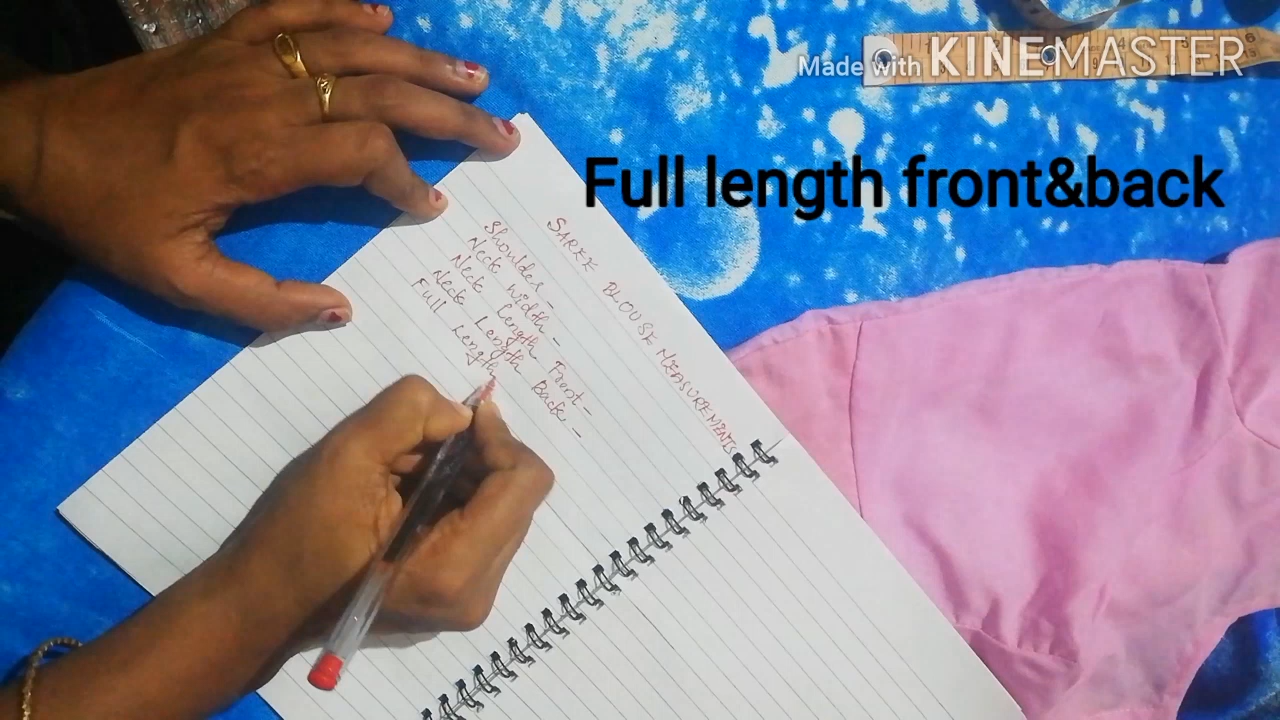 Made with KINEMASTER
Full length front&back
SAREE BLOUSE MEASUREMENTS
Shoulder -
Neck width -
Neck length Front -
Neck Length Back -
Full Length